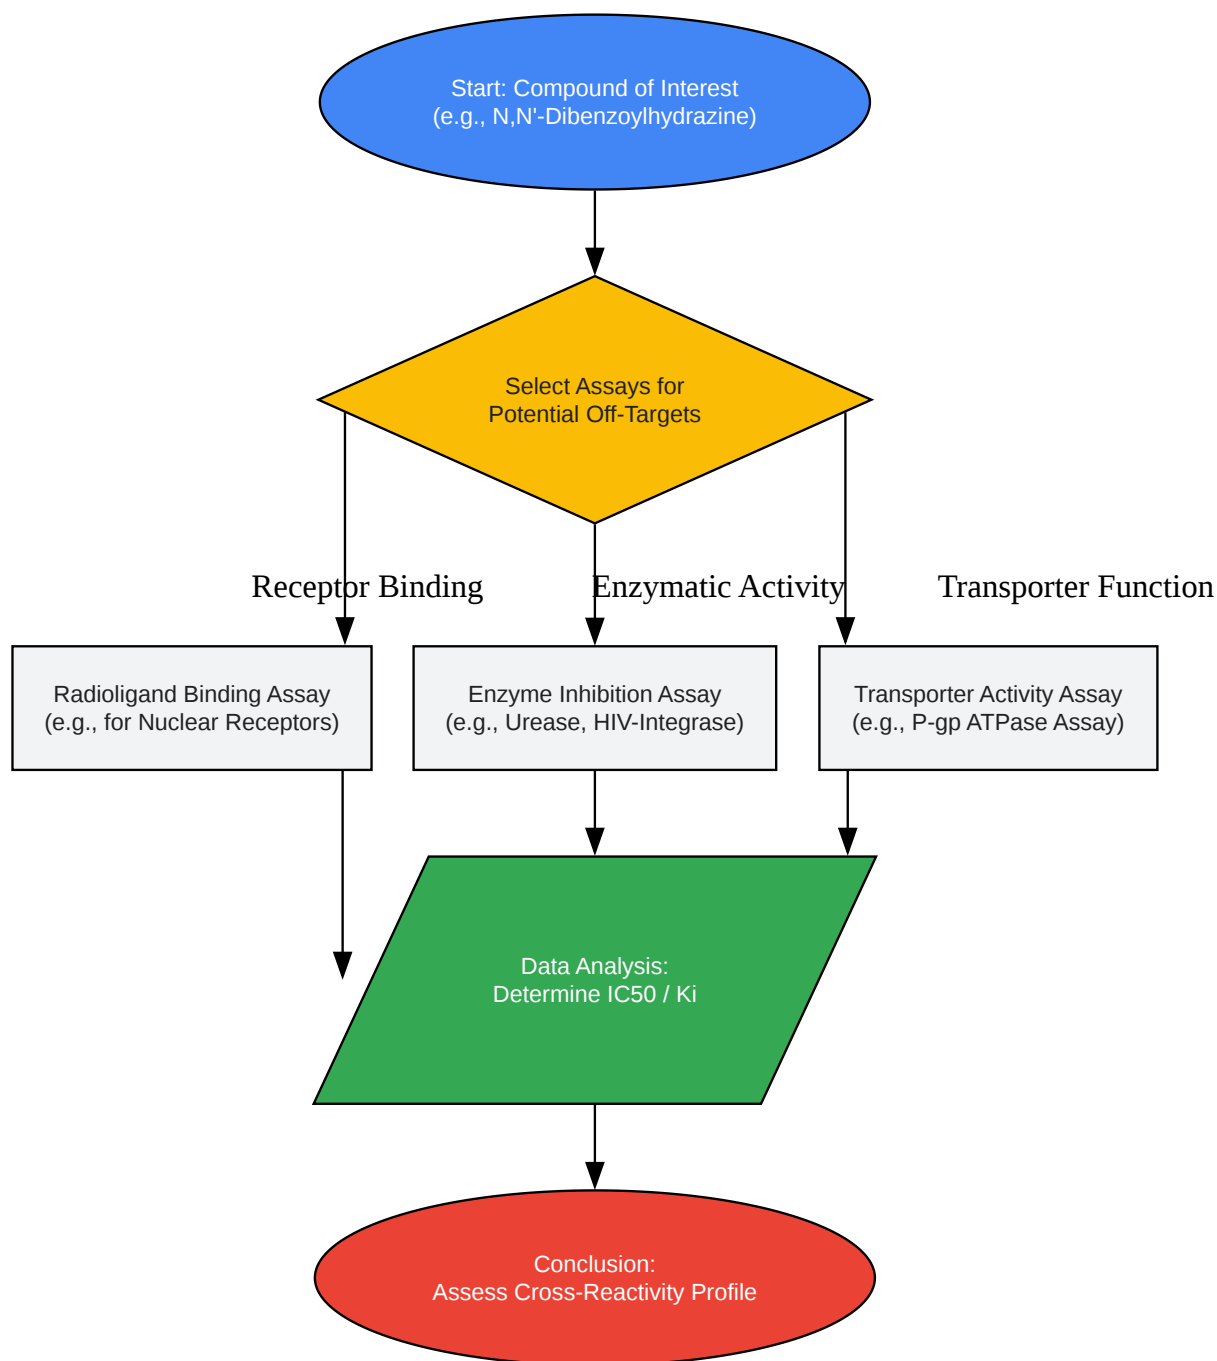 Start: Compound of Interest
(e.g., N,N'-Dibenzoylhydrazine)
Select Assays for
Potential Off-Targets
Receptor Binding
Enzymatic Activity
Transporter Function
Radioligand Binding Assay
(e.g., for Nuclear Receptors)
Enzyme Inhibition Assay
(e.g., Urease, HIV-Integrase)
Transporter Activity Assay
(e.g., P-gp ATPase Assay)
Data Analysis:
Determine IC50 / Ki
Conclusion:
Assess Cross-Reactivity Profile